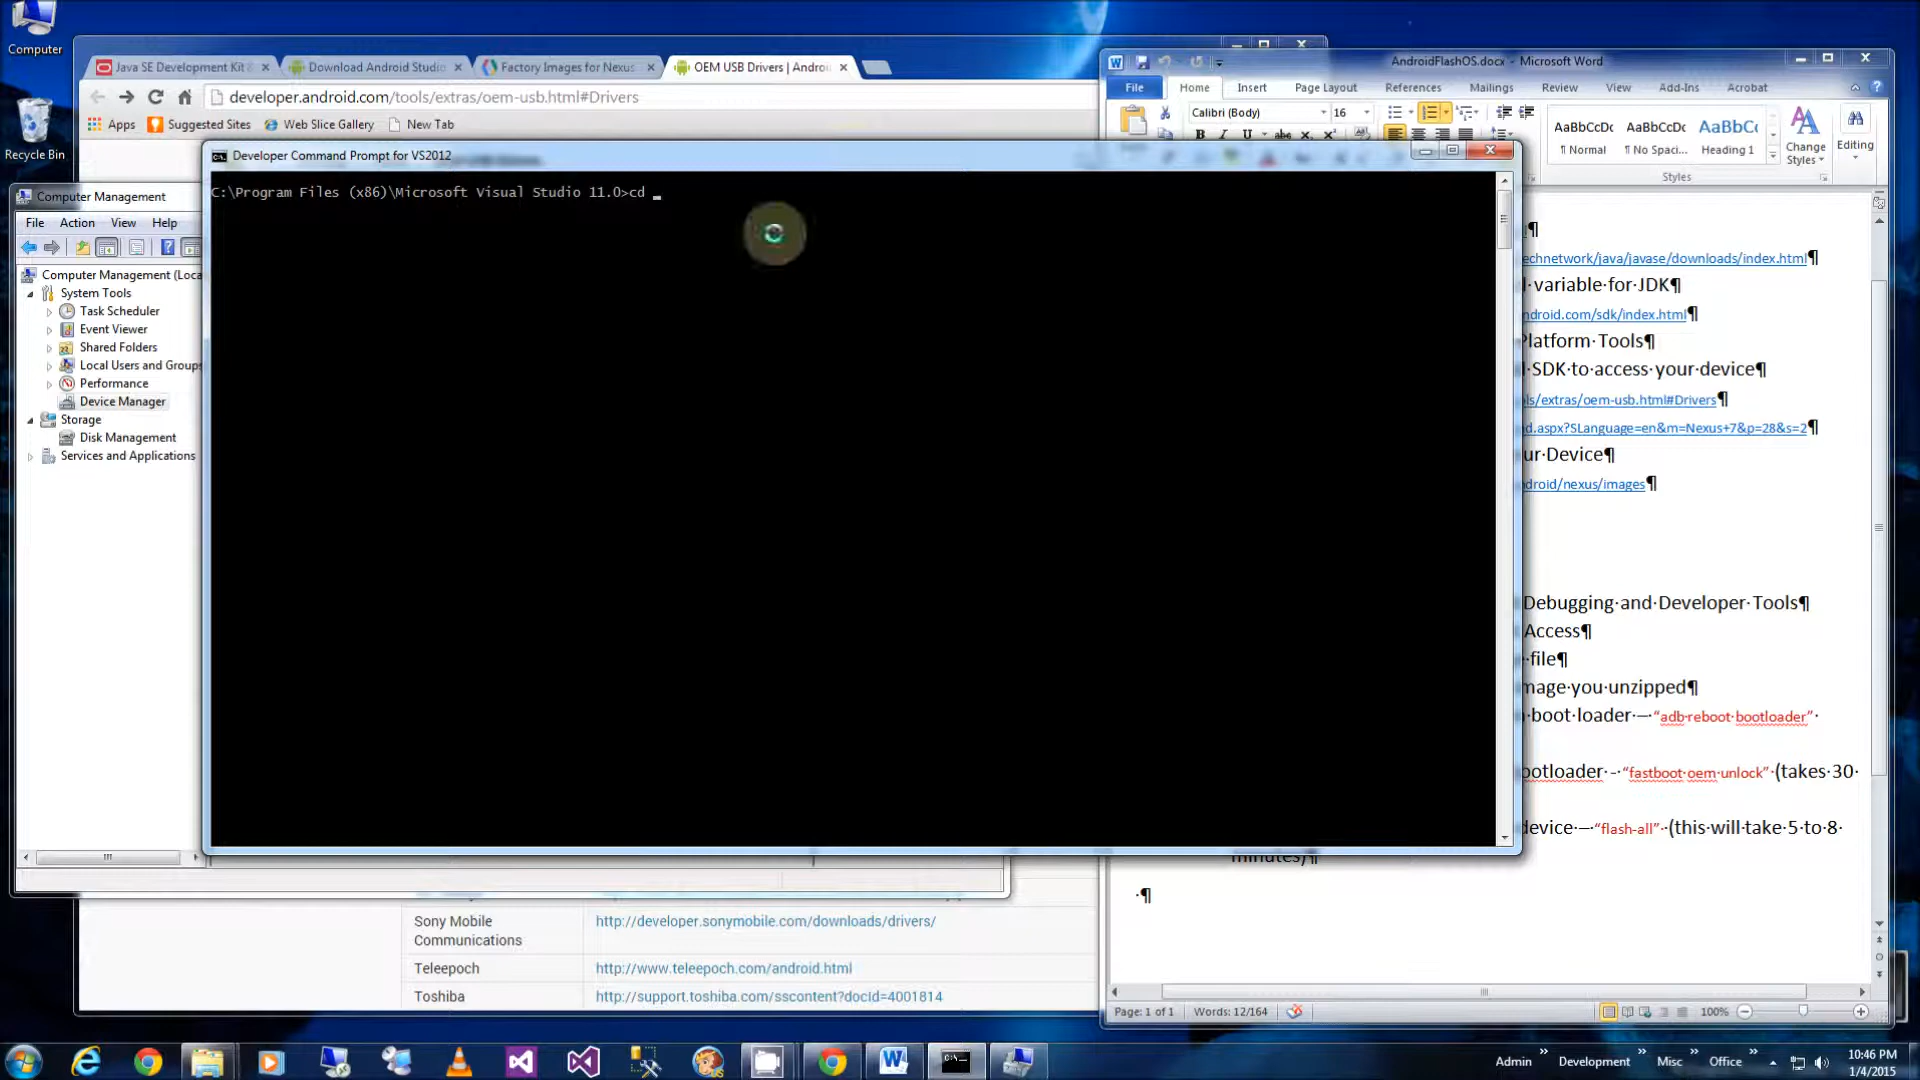 Computer
Recycle Bin
Java SE Development Kit 8
Download Android Studio
Factory Images for Nexus
OEM USB Drivers | Andro
developer.android.com/tools/extras/oem-usb.html#Drivers
Apps
Suggested Sites
Web Slice Gallery
New Tab
AndroidFlashOS.docx - Microsoft Word
File
Home
Insert
Page Layout
References
Mailings
Review
View
Add-Ins
Acrobat
Calibri (Body)
16
AaBbCcDc
AaBbCcDc
AaBbCc
¶ Normal
¶ No Spaci...
Heading 1
Change
Styles
Editing
Styles
Developer Command Prompt for VS2012
C:\Program Files (x86)\Microsoft Visual Studio 11.0>cd _
Computer Management
File
Action
View
Help
Computer Management (Loca
System Tools
Task Scheduler
Event Viewer
Shared Folders
Local Users and Groups
Performance
Device Manager
Storage
Disk Management
Services and Applications
echnetwork/java/javase/downloads/index.html¶
variable·for·JDK¶
ndroid.com/sdk/index.html¶
Platform·Tools¶
SDK·to·access·your·device¶
ls/extras/oem-usb.html#Drivers¶
d.aspx?SLanguage=en&m=Nexus+7&p=28&s=2¶
ur·Device¶
droid/nexus/images¶
Debugging·and·Developer·Tools¶
Access¶
file¶
mage·you·unzipped¶
boot·loader·–·“adb·reboot·bootloader”·
ootloader·-·“fastboot·oem·unlock”·(takes·30·
device·–·“flash-all”·(this·will·take·5·to·8·
minutes)¶
·¶
Sony Mobile
Communications
http://developer.sonymobile.com/downloads/drivers/
Teleepoch
http://www.teleepoch.com/android.html
Toshiba
http://support.toshiba.com/sscontent?docId=4001814
Page: 1 of 1
Words: 12/164
100%
Admin
Development
Misc
Office
10:46 PM
1/4/2015